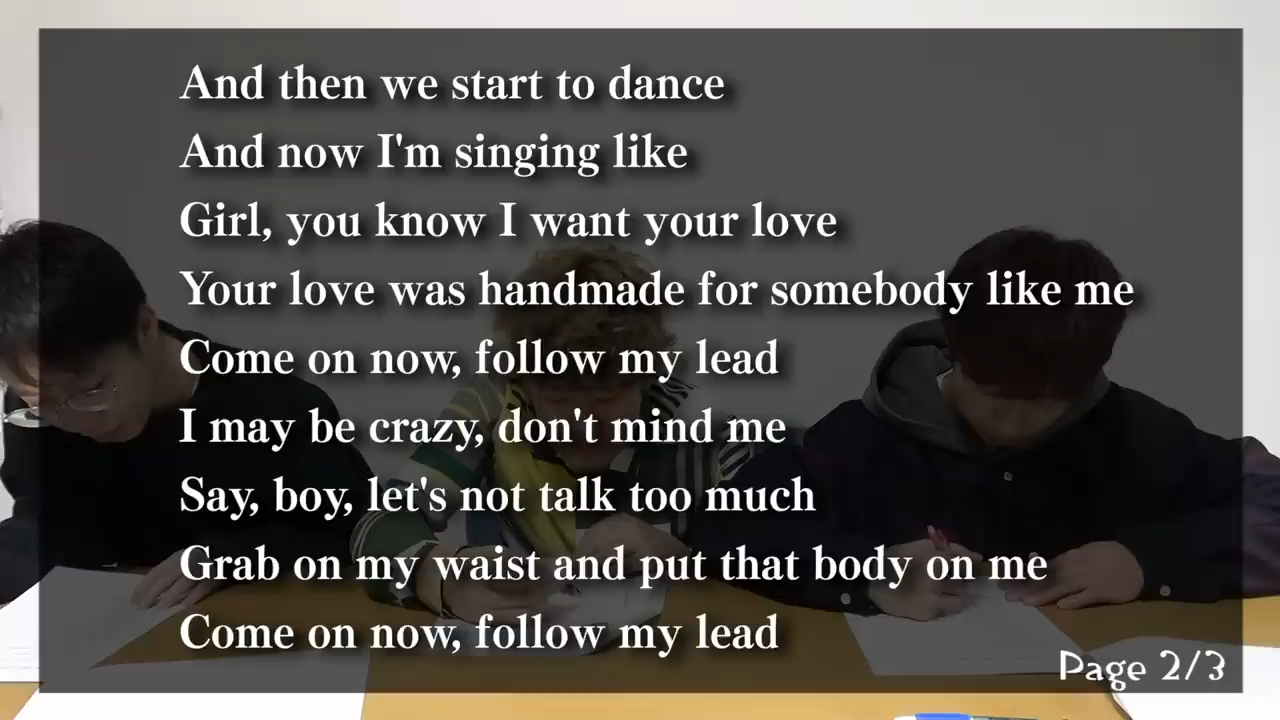 And then we start to dance
And now I'm singing like
Girl, you know I want your love
Your love was handmade for somebody like me
Come on now, follow my lead
I may be crazy, don't mind me
Say, boy, let's not talk too much
Grab on my waist and put that body on me
Come on now, follow my lead
Page 2/3